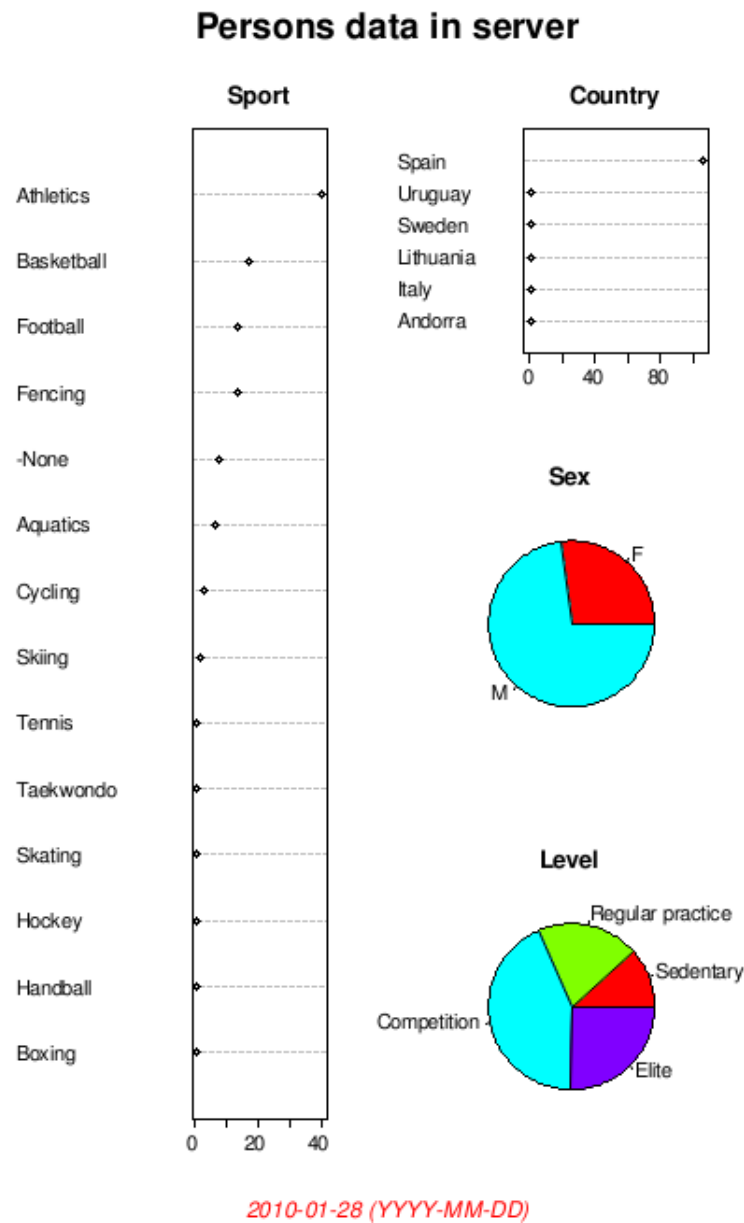 Persons data in server
Sport
Athletics
Basketball
Football
Fencing
-None
Aquatics
Cycling
Skiing
Tennis
Taekwondo
Skating
Hockey
Handball
Boxing
0 20 40
Country
Spain
Uruguay
Sweden
Lithuania
Italy
Andorra
0 40 80
Sex
F
M
Level
Regular practice
Sedentary
Competition
Elite
2010-01-28 (YYYY-MM-DD)